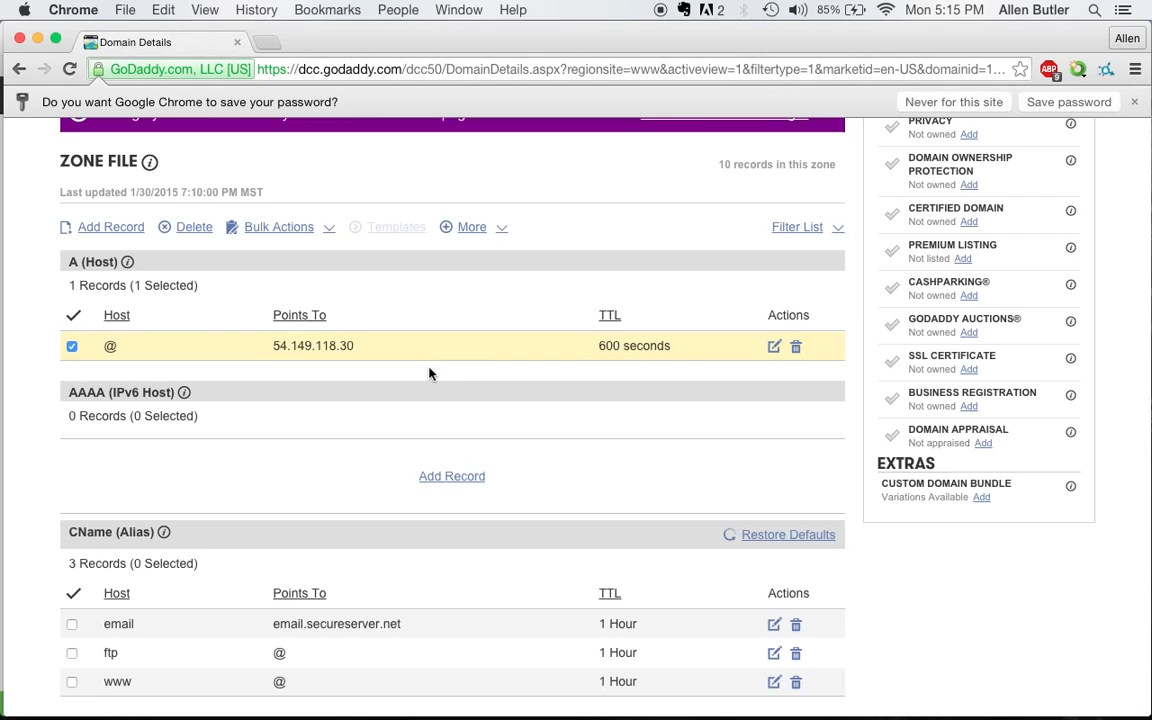 Chrome File Edit View History Bookmarks People Window Help 2 85% Mon 5:15 PM Allen Butler
Domain Details × Allen
GoDaddy.com, LLC [US] https://dcc.godaddy.com/dcc50/DomainDetails.aspx?regionsite=www&activeview=1&filtertype=1&marketid=en-US&domainid=1... ABP 9
Do you want Google Chrome to save your password? Never for this site Save password ×
ZONE FILE
10 records in this zone
Last updated 1/30/2015 7:10:00 PM MST
Add Record Delete Bulk Actions Templates More Filter List
A (Host)
1 Records (1 Selected)
Host Points To TTL Actions
@ 54.149.118.30 600 seconds
AAAA (IPv6 Host)
0 Records (0 Selected)
Add Record
CName (Alias) Restore Defaults
3 Records (0 Selected)
Host Points To TTL Actions
email email.secureserver.net 1 Hour
ftp @ 1 Hour
www @ 1 Hour
PRIVACY
Not owned Add
DOMAIN OWNERSHIP
PROTECTION
Not owned Add
CERTIFIED DOMAIN
Not owned Add
PREMIUM LISTING
Not listed Add
CASHPARKING®
Not owned Add
GODADDY AUCTIONS®
Not owned Add
SSL CERTIFICATE
Not owned Add
BUSINESS REGISTRATION
Not owned Add
DOMAIN APPRAISAL
Not appraised Add
EXTRAS
CUSTOM DOMAIN BUNDLE
Variations Available Add